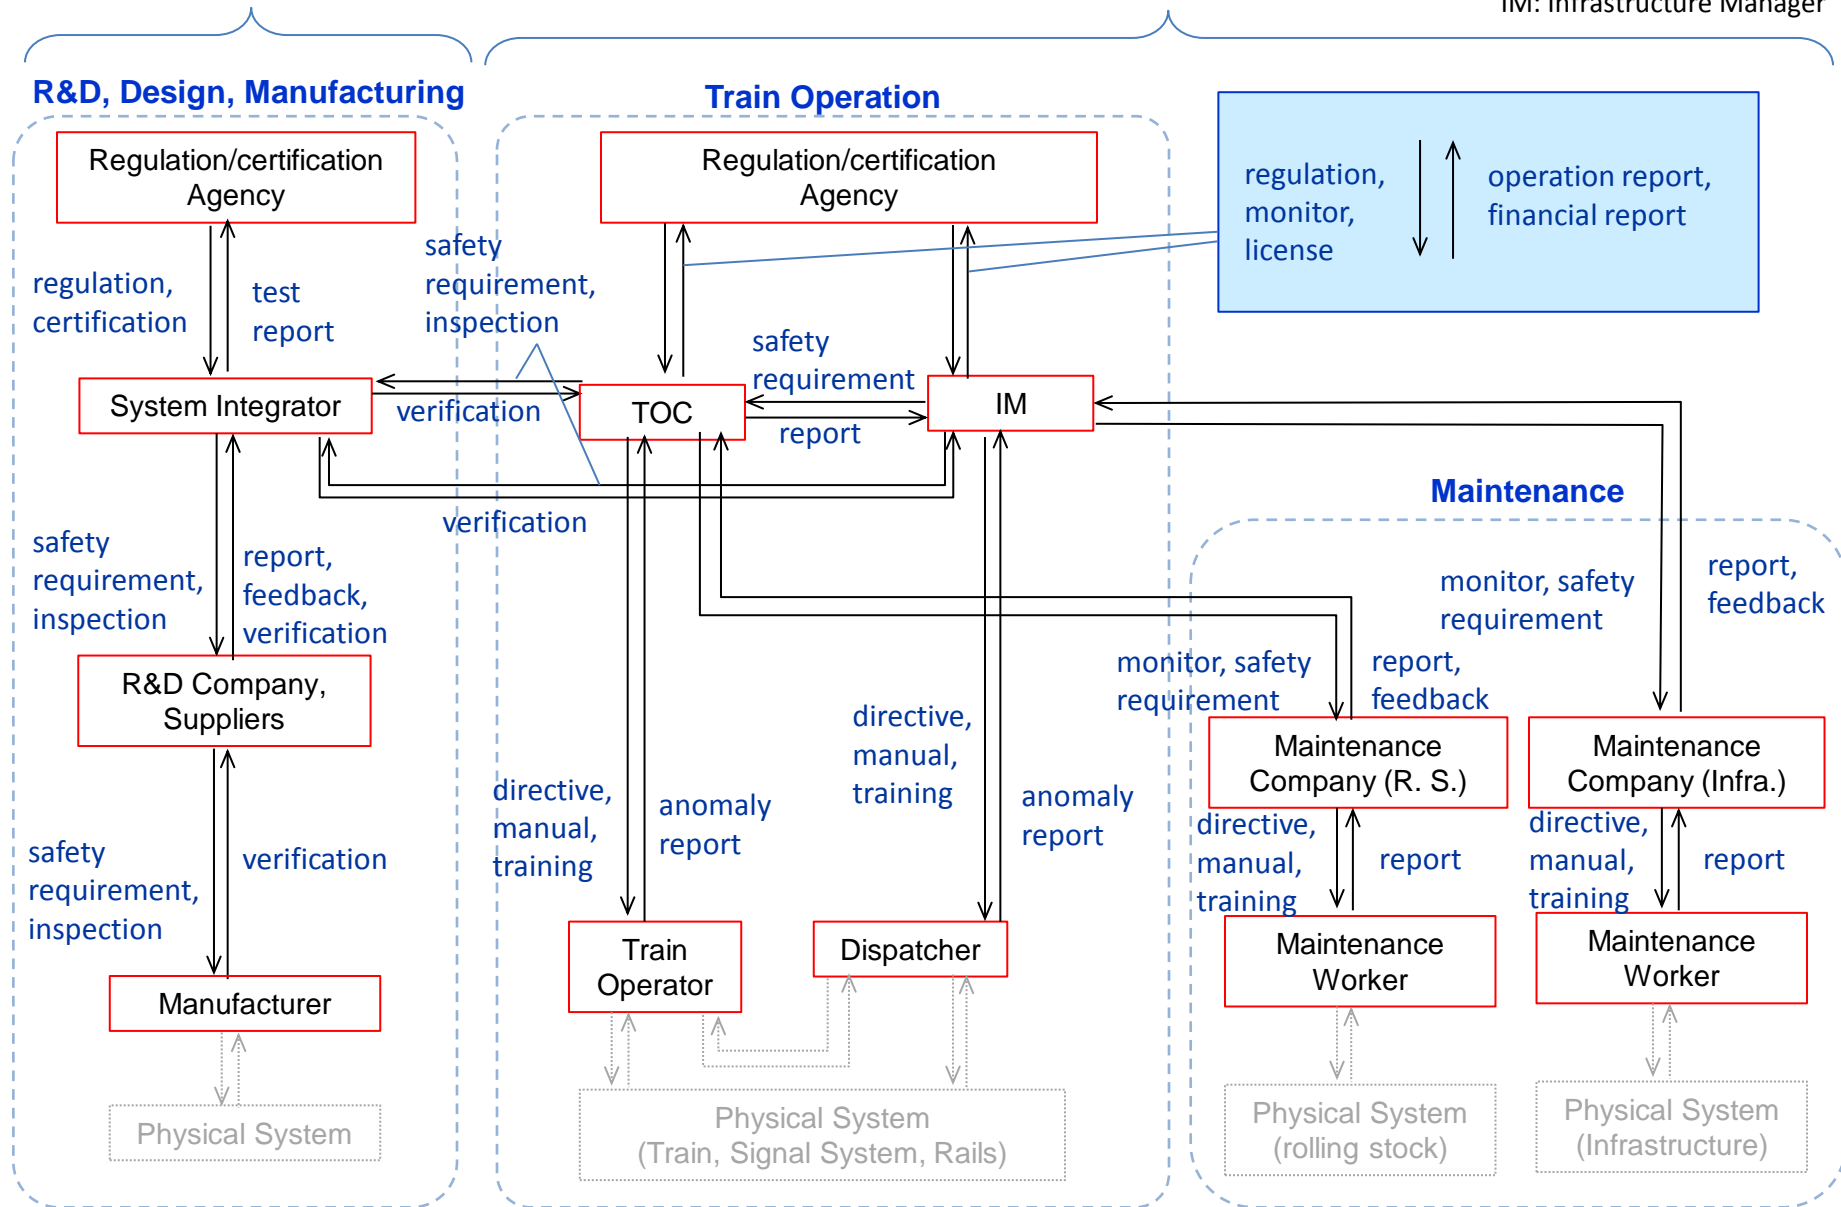 IM: Infrastructure Manager
R&D, Design, Manufacturing
Train Operation
Regulation/certification
Agency
Regulation/certification
Agency
regulation,
monitor,
license
operation report,
financial report
safety
requirement,
inspection
regulation,
certification
test
report
safety
requirement
System Integrator
verification
TOC
report
IM
verification
Maintenance
safety
requirement,
inspection
report,
feedback,
verification
monitor, safety
requirement
report,
feedback
monitor, safety
requirement
report,
feedback
R&D Company,
Suppliers
directive,
manual,
training
Maintenance
Company (R. S.)
Maintenance
Company (Infra.)
directive,
manual,
training
anomaly
report
anomaly
report
directive,
manual,
training
report
directive,
manual,
training
report
safety
requirement,
inspection
verification
Train
Operator
Dispatcher
Maintenance
Worker
Maintenance
Worker
Manufacturer
Physical System
Physical System
(Train, Signal System, Rails)
Physical System
(rolling stock)
Physical System
(Infrastructure)